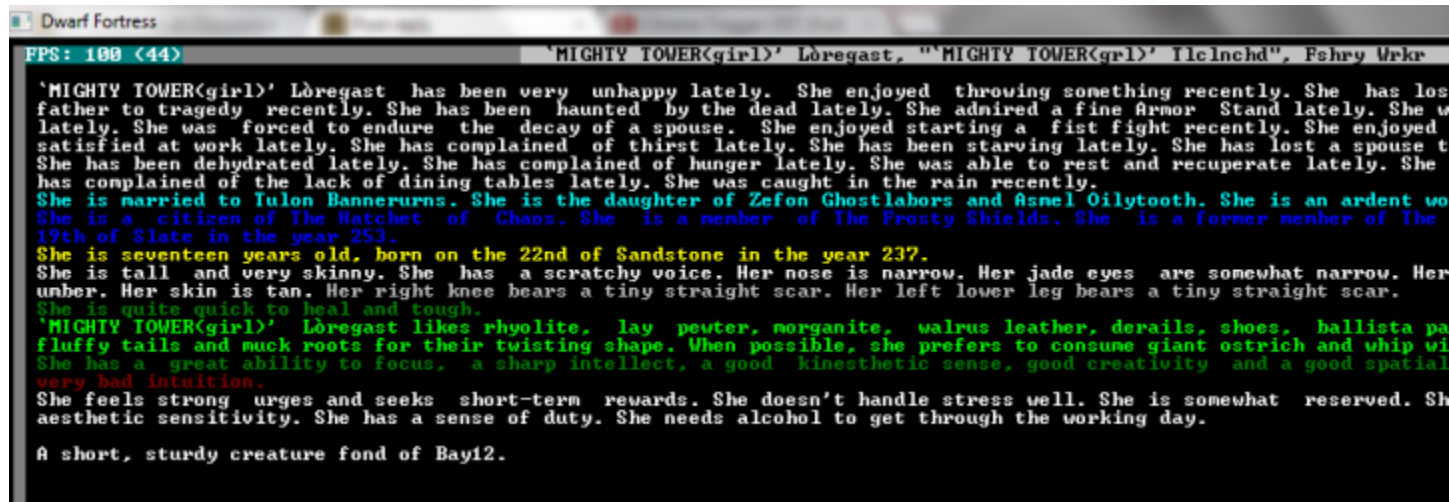 Dwarf Fortress
FPS: 100 (44) `MIGHTY TOWER(girl)' Lòregast, "`MIGHTY TOWER(grl)' Tlclnchd", Fshry Wrkr
`MIGHTY TOWER(girl)' Lòregast has been very unhappy lately. She enjoyed throwing something recently. She has los
father to tragedy recently. She has been haunted by the dead lately. She admired a fine Armor Stand lately. She w
lately. She was forced to endure the decay of a spouse. She enjoyed starting a fist fight recently. She enjoyed
satisfied at work lately. She has complained of thirst lately. She has been starving lately. She has lost a spouse t
She has been dehydrated lately. She has complained of hunger lately. She was able to rest and recuperate lately. She
has complained of the lack of dining tables lately. She was caught in the rain recently.
She is married to Tulon Bannerurns. She is the daughter of Zefon Ghostlabors and Asmel Oilytooth. She is an ardent wo
She is a citizen of The Hatchet of Chaos. She is a member of The Frosty Shields. She is a former member of The
19th of Slate in the year 253.
She is seventeen years old, born on the 22nd of Sandstone in the year 237.
She is tall and very skinny. She has a scratchy voice. Her nose is narrow. Her jade eyes are somewhat narrow. Her
umber. Her skin is tan. Her right knee bears a tiny straight scar. Her left lower leg bears a tiny straight scar.
She is quite quick to heal and tough.
`MIGHTY TOWER(girl)' Lòregast likes rhyolite, lay pewter, morganite, walrus leather, derails, shoes, ballista pa
fluffy tails and muck roots for their twisting shape. When possible, she prefers to consume giant ostrich and whip wi
She has a great ability to focus, a sharp intellect, a good kinesthetic sense, good creativity and a good spatial
very bad intuition.
She feels strong urges and seeks short-term rewards. She doesn't handle stress well. She is somewhat reserved. Sh
aesthetic sensitivity. She has a sense of duty. She needs alcohol to get through the working day.
A short, sturdy creature fond of Bay12.